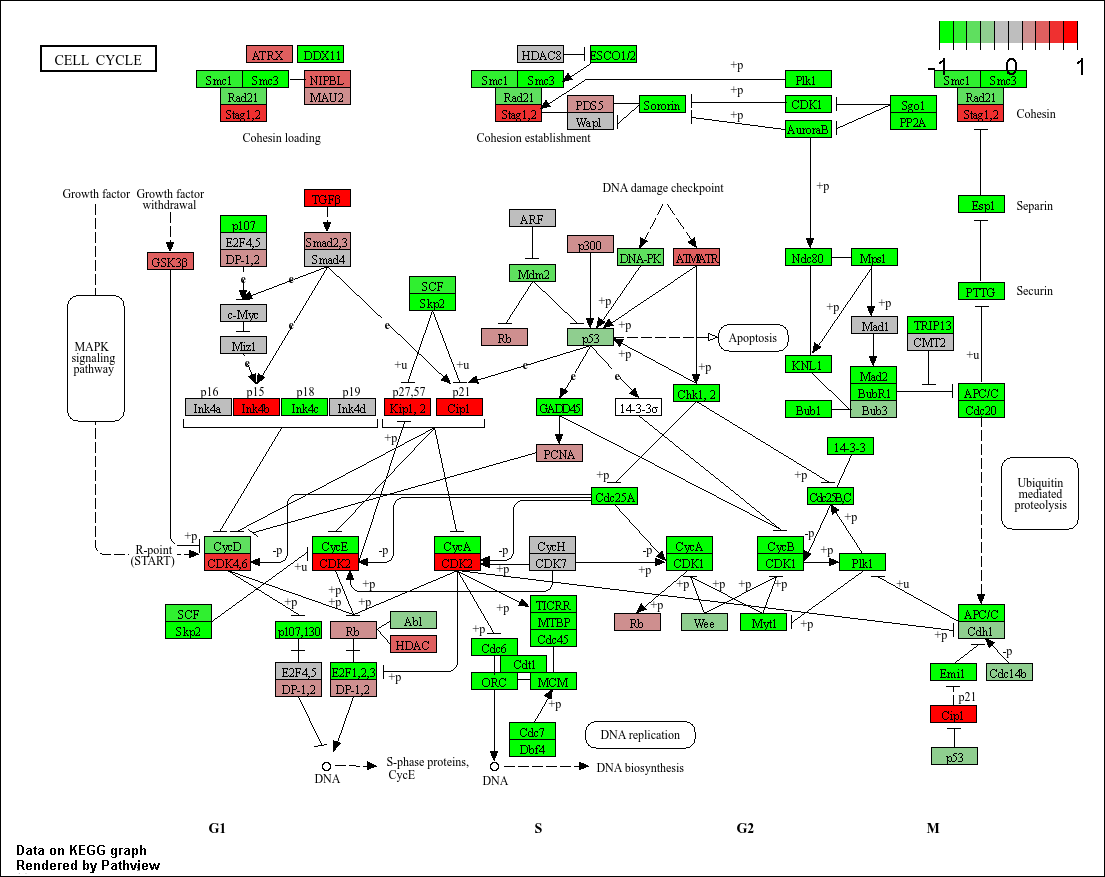 CELL CYCLE
ATRX DDX11
Smc1 Smc3 NIPBL
Rad21 MAU2
Stag1,2
Cohesin loading
HDAC8 ESCO1/2
Smc1 Smc3
Rad21
Stag1,2
PDS5
Wapl
Sororin
Cohesion establishment
+p
Plk1
+p
CDK1
+p
AuroraB
Sgo1
PP2A
-1 0 1
Smc1 Smc3
Rad21
Stag1,2
Cohesin
+p
Growth factor
Growth factor
withdrawal
GSK3β
TGFβ
p107
E2F4,5
DP-1,2
Smad2,3
Smad4
e
e
e
c-Myc
Miz1
e
SCF
Skp2
+u
+u
ARF
Mdm2
Rb
p300
p53
DNA damage checkpoint
DNA-PK
ATMATR
+p
+p
+p
+p
e
e
e
Apoptosis
Esp1
Separin
PTTG
Securin
+u
Ndc80
Mps1
+p
+p
Mad1
TRIP13
CMT2
KNL1
Mad2
BubR1
Bub3
Bub1
APC/C
Cdc20
MAPK
signaling
pathway
p16 p15 p18 p19 p27,57 p21
Ink4a Ink4b Ink4c Ink4d Kip1, 2 Cip1
GADD45
14-3-3σ
Chk1, 2
+p
PCNA
14-3-3
+p
+p
Cdc25A
Cdc25B,C
Ubiquitin
mediated
proteolysis
R-point
(START)
+p
CycD
CDK4,6
-p
+u
CycE
CDK2
-p
CycA
CDK2
-p
+p
CycH
CDK7
-p
+p
CycA
CDK1
CycB
CDK1
-p
+p
+p
Plk1
+u
SCF
Skp2
+p
+p
+p
+p
+p
p107,130
Rb
Abl
HDAC
E2F4,5
DP-1,2
E2F1,2,3
DP-1,2
+p
+p
Cdc6
Cdt1
ORC
MCM
TICRR
MTBP
Cdc45
+p
Cdc7
Dbf4
+p
Rb
+p
Wee
+p
+p
Myt1
+p
+p
APC/C
Cdh1
-p
Emi1
Cdc14b
p21
Cip1
p53
DNA replication
DNA
S-phase proteins,
CycE
DNA
DNA biosynthesis
G1 S G2 M
Data on KEGG graph
Rendered by Pathview